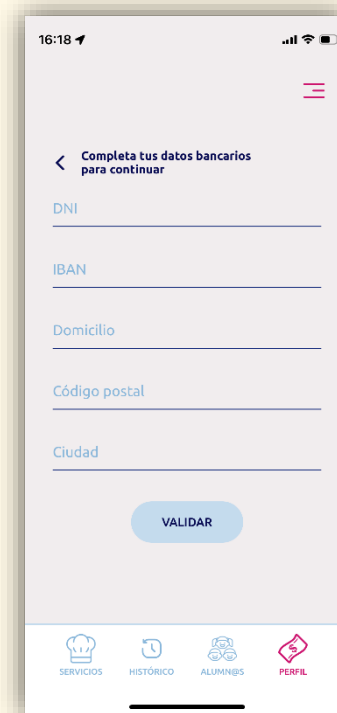 16:18
Completa tus datos bancarios
para continuar
DNI
IBAN
Domicilio
Código postal
Ciudad
VALIDAR
SERVICIOS HISTÓRICO ALUMN@S PERFIL